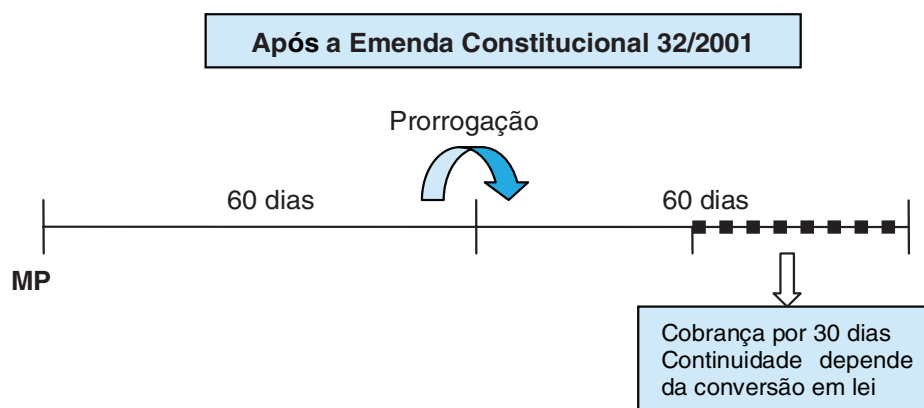 Após a Emenda Constitucional 32/2001
Prorrogação
60 dias
60 dias
MP
Cobrança por 30 dias
Continuidade depende
da conversão em lei